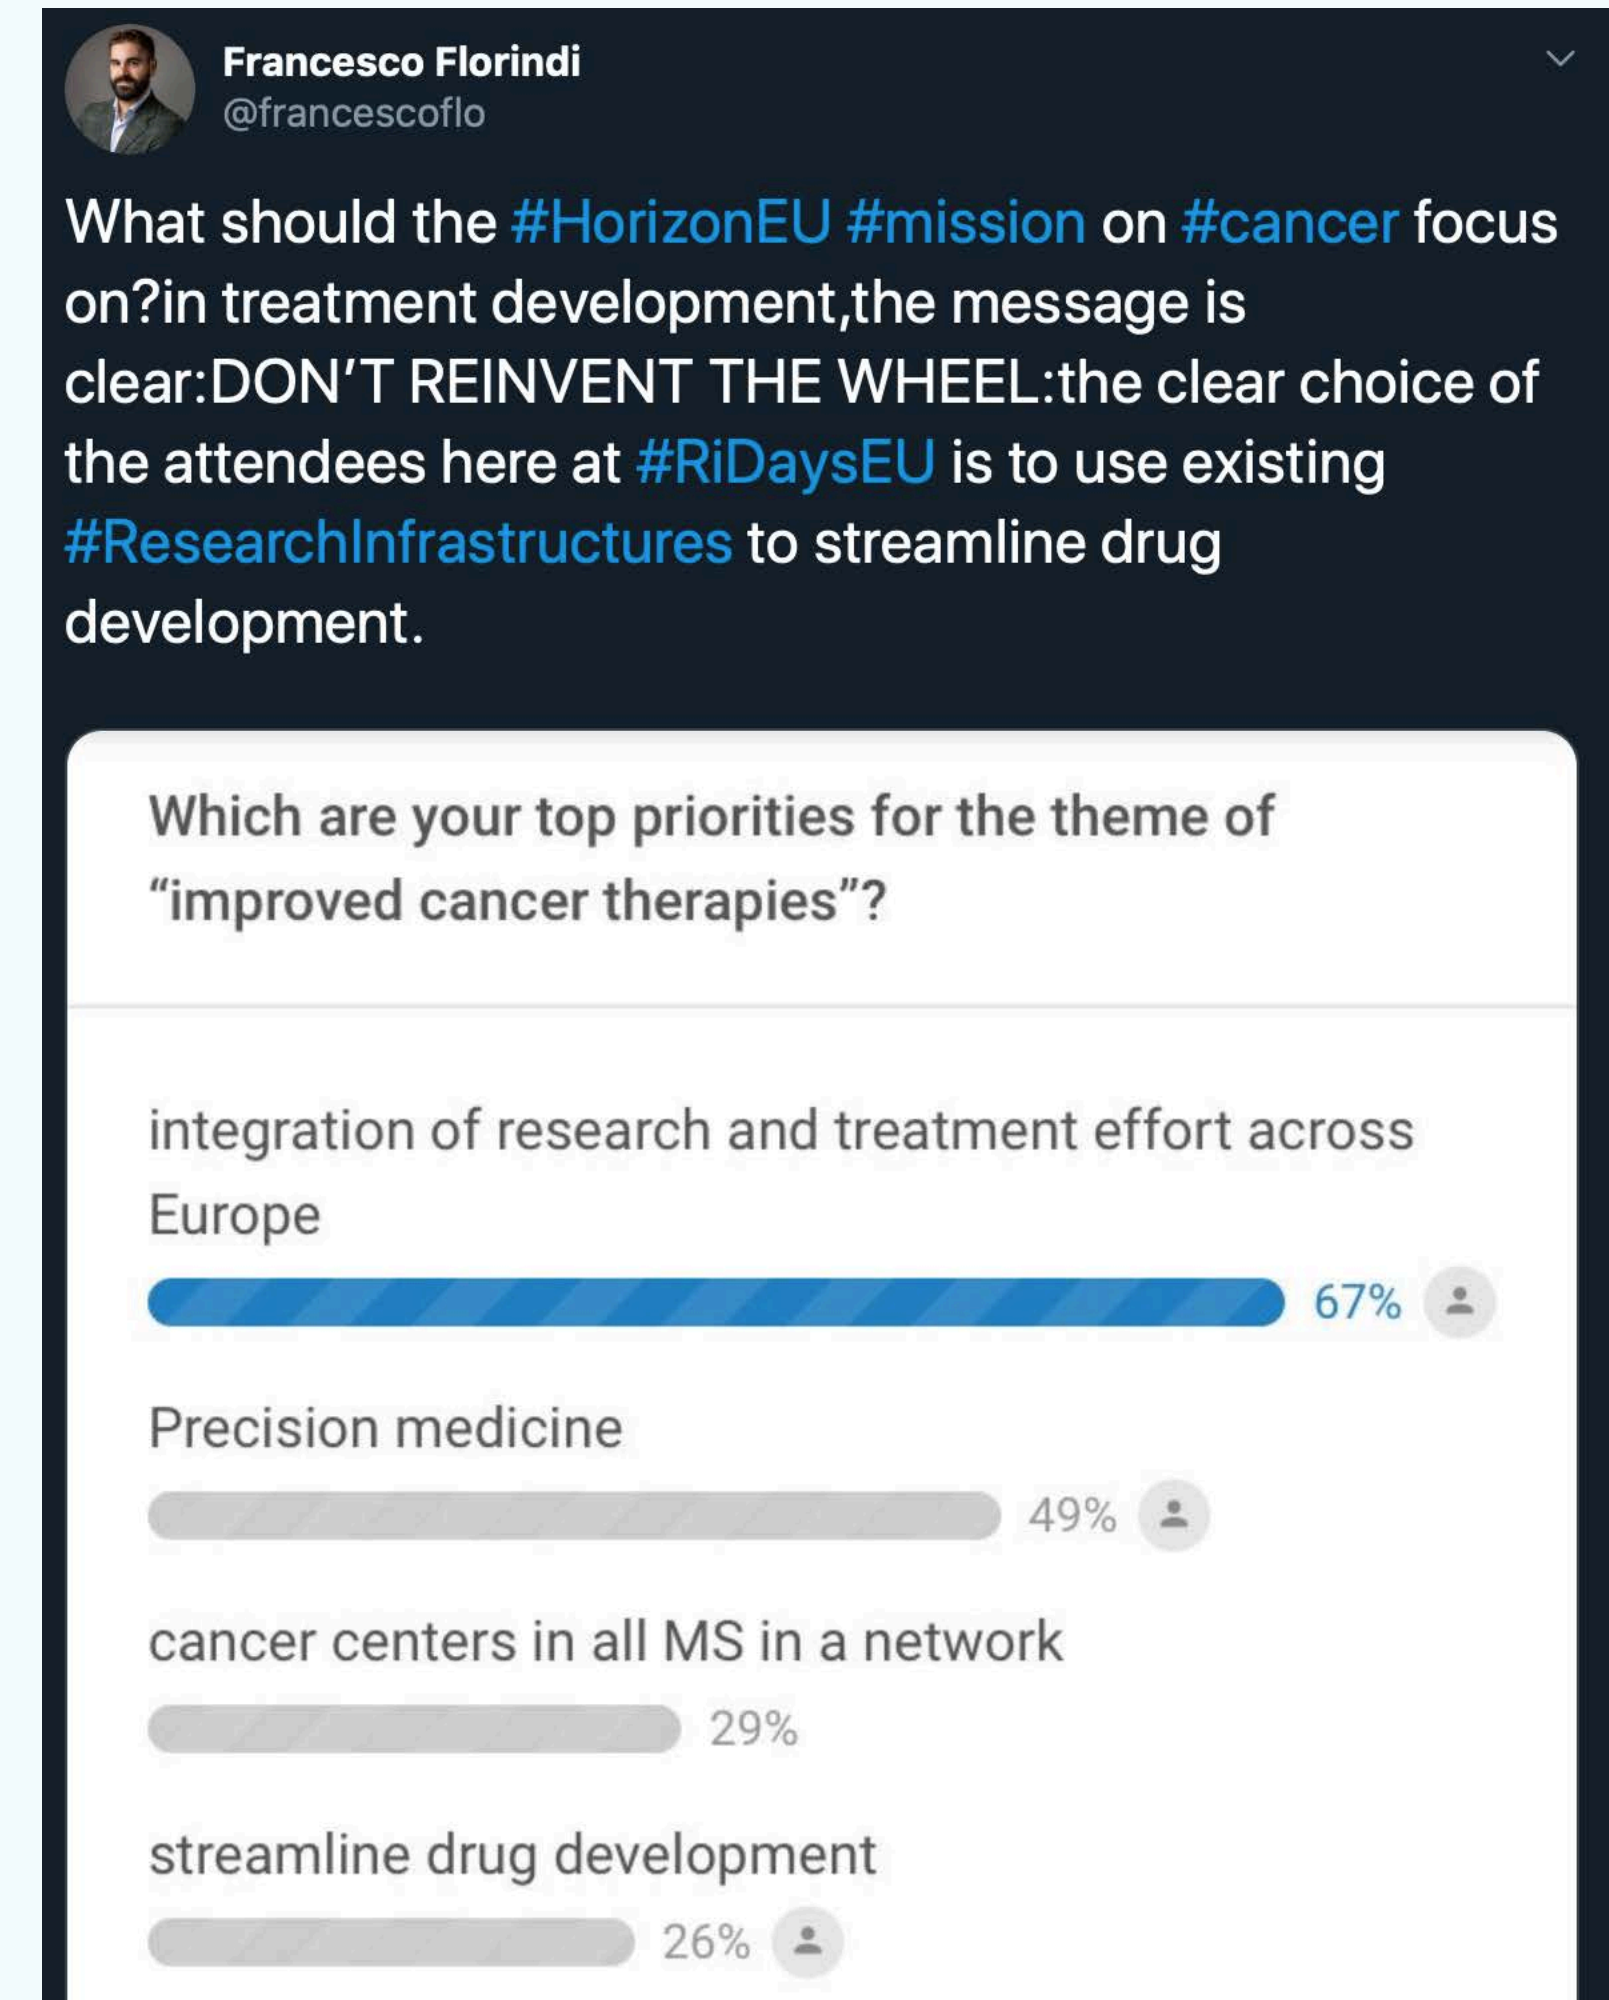 Francesco Florindi
@francescoflo
What should the #HorizonEU #mission on #cancer focus
on?in treatment development,the message is
clear:DON'T REINVENT THE WHEEL:the clear choice of
the attendees here at #RiDaysEU is to use existing
#ResearchInfrastructures to streamline drug
development.
Which are your top priorities for the theme of
“improved cancer therapies”?
integration of research and treatment effort across
Europe
67%
Precision medicine
49%
cancer centers in all MS in a network
29%
streamline drug development
26%